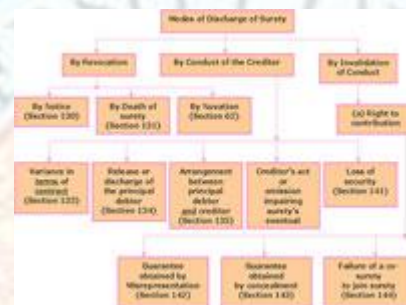 Modes of Discharge of Surety
By Revocation
By Conduct of the Creditor
By Invalidation
of Conduct
By Notice
(Section 130)
By Death of
surety
(Section 131)
By Novation
(Section 62)
(a) Right to
contribution
Variance in
terms of
contract
(Section 133)
Release or
discharge of
the principal
debtor
(Section 134)
Arrangement
between
principal
debtor
and creditor
(Section 135)
Creditor's act
or
omission
impairing
surety's
eventual
Loss of
security
(Section 141)
Guarantee
obtained by
(Section 142)
Guarantee
obtained
by concealment
(Section 143)
Failure of a co-
surety
to join surety
(Section 144)